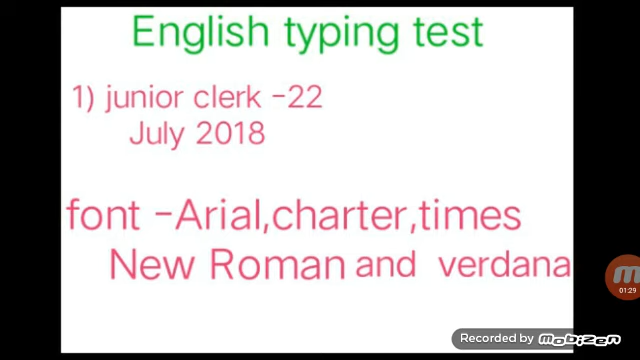 English typing test
1) junior clerk -22
July 2018
font -Arial,charter,times
New Roman and verdana
01:29
Recorded by mobizen